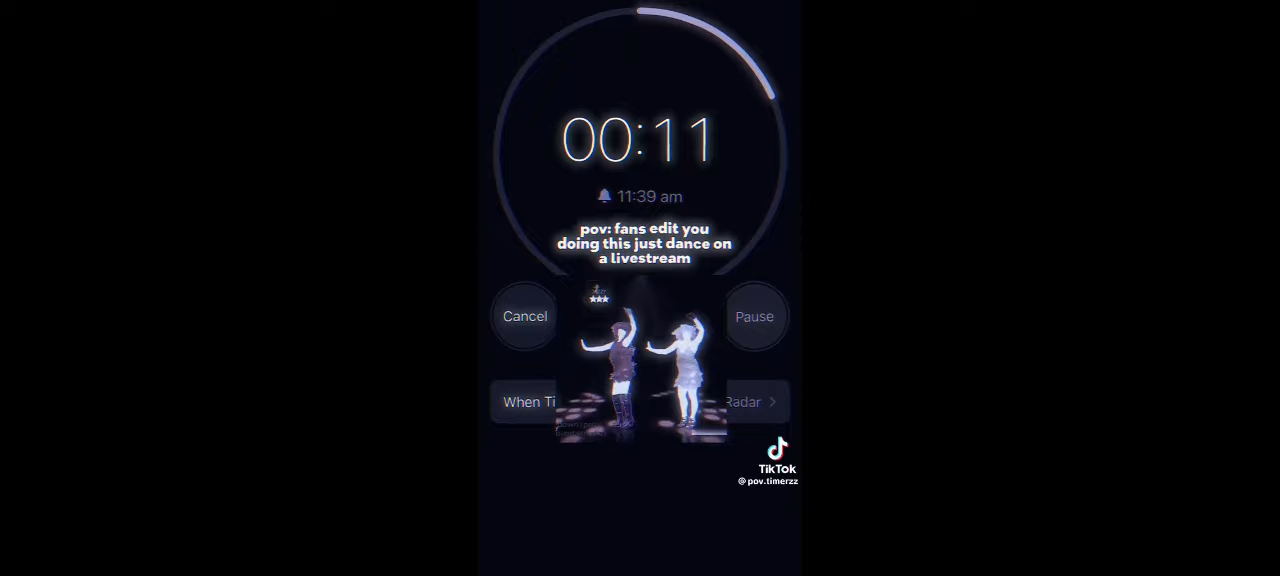 00:11
11:39 am
pov: fans edit you
doing this just dance on
a livestream
Cancel
Pause
When Ti
Radar
TikTok
@pov.timerzz